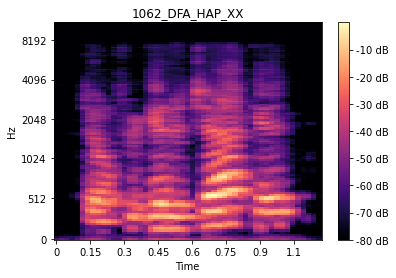 1062_DFA_HAP_XX
8192
4096
2048
1024
512
0
Hz
0
0.15
0.3
0.45
0.6
0.75
0.9
1.1
Time
-10 dB
-20 dB
-30 dB
-40 dB
-50 dB
-60 dB
-70 dB
-80 dB